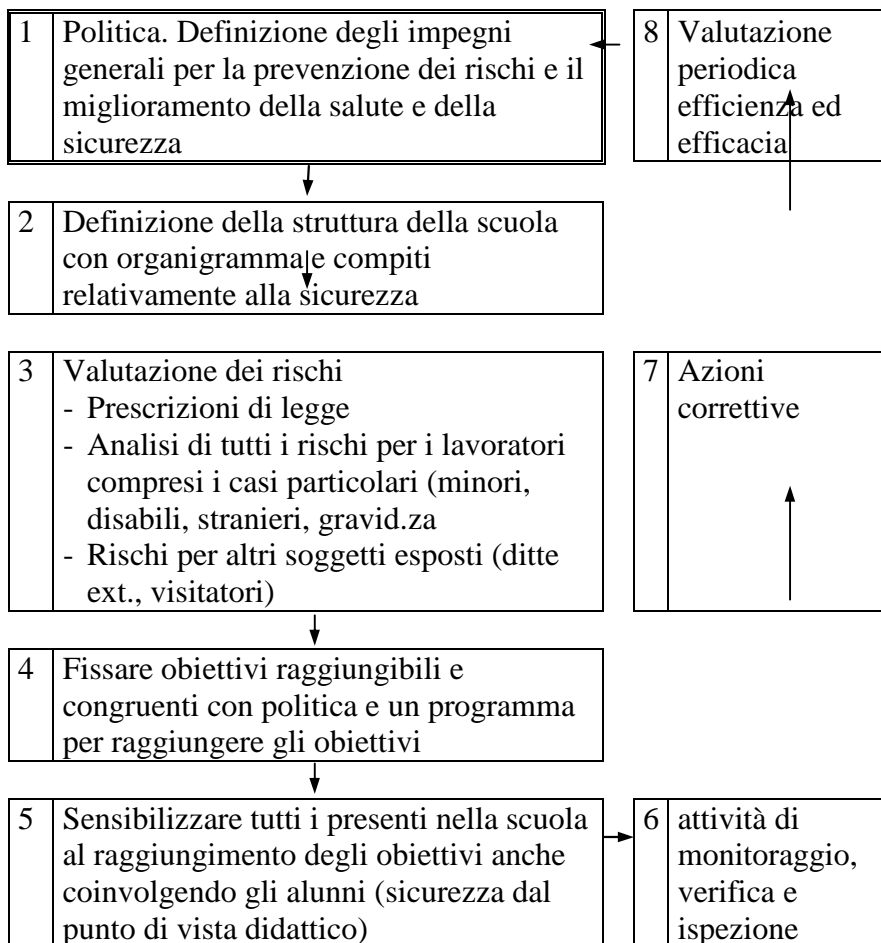 1 Politica. Definizione degli impegni
generali per la prevenzione dei rischi e il
miglioramento della salute e della
sicurezza
8 Valutazione
periodica
efficienza ed
efficacia
2 Definizione della struttura della scuola
con organigramma e compiti
relativamente alla sicurezza
3 Valutazione dei rischi
- Prescrizioni di legge
- Analisi di tutti i rischi per i lavoratori
compresi i casi particolari (minori,
disabili, stranieri, gravid.za
- Rischi per altri soggetti esposti (ditte
ext., visitatori)
7 Azioni
correttive
4 Fissare obiettivi raggiungibili e
congruenti con politica e un programma
per raggiungere gli obiettivi
5 Sensibilizzare tutti i presenti nella scuola
al raggiungimento degli obiettivi anche
coinvolgendo gli alunni (sicurezza dal
punto di vista didattico)
6 attività di
monitoraggio,
verifica e
ispezione